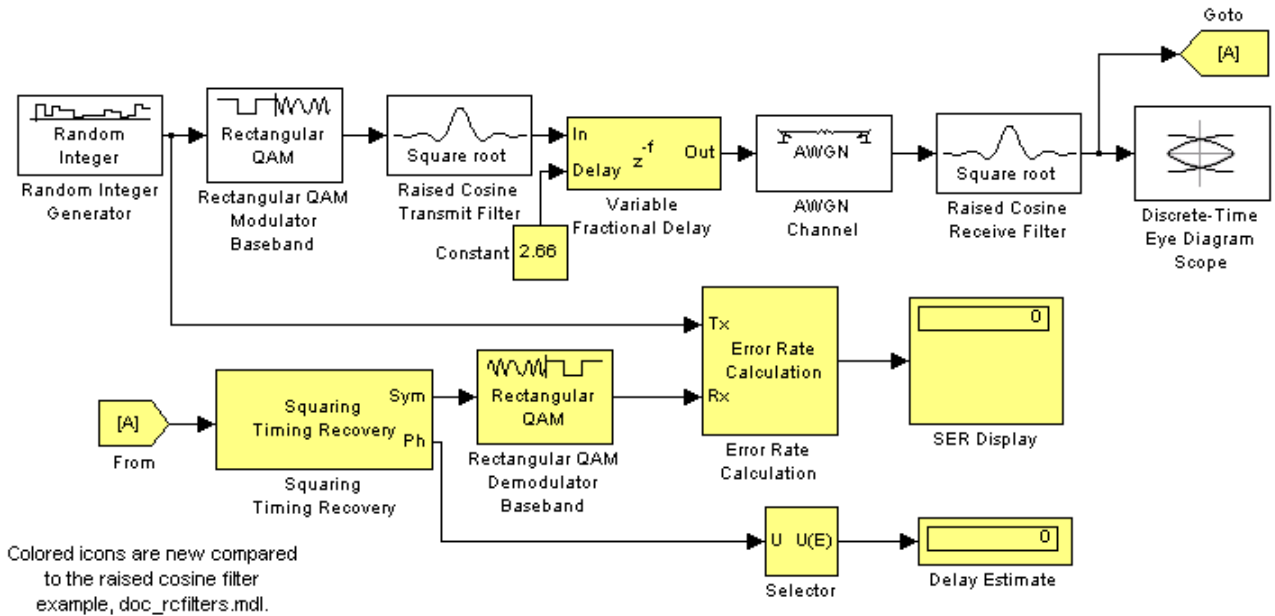 Goto
[A]
Random
Integer
Random Integer
Generator
Rectangular
QAM
Rectangular QAM
Modulator
Baseband
Square root
Raised Cosine
Transmit Filter
In
Delay
z^-f
Out
Variable
Fractional Delay
Constant
2.66
AWGN
AWGN
Channel
Square root
Raised Cosine
Receive Filter
Discrete-Time
Eye Diagram
Scope
Tx
Rx
Error Rate
Calculation
Error Rate
Calculation
0
SER Display
[A]
From
Squaring
Timing Recovery
Sym
Ph
Squaring
Timing Recovery
Rectangular
QAM
Rectangular QAM
Demodulator
Baseband
U U(E)
Selector
0
Delay Estimate
Colored icons are new compared
to the raised cosine filter
example, doc_rcfilters.mdl.